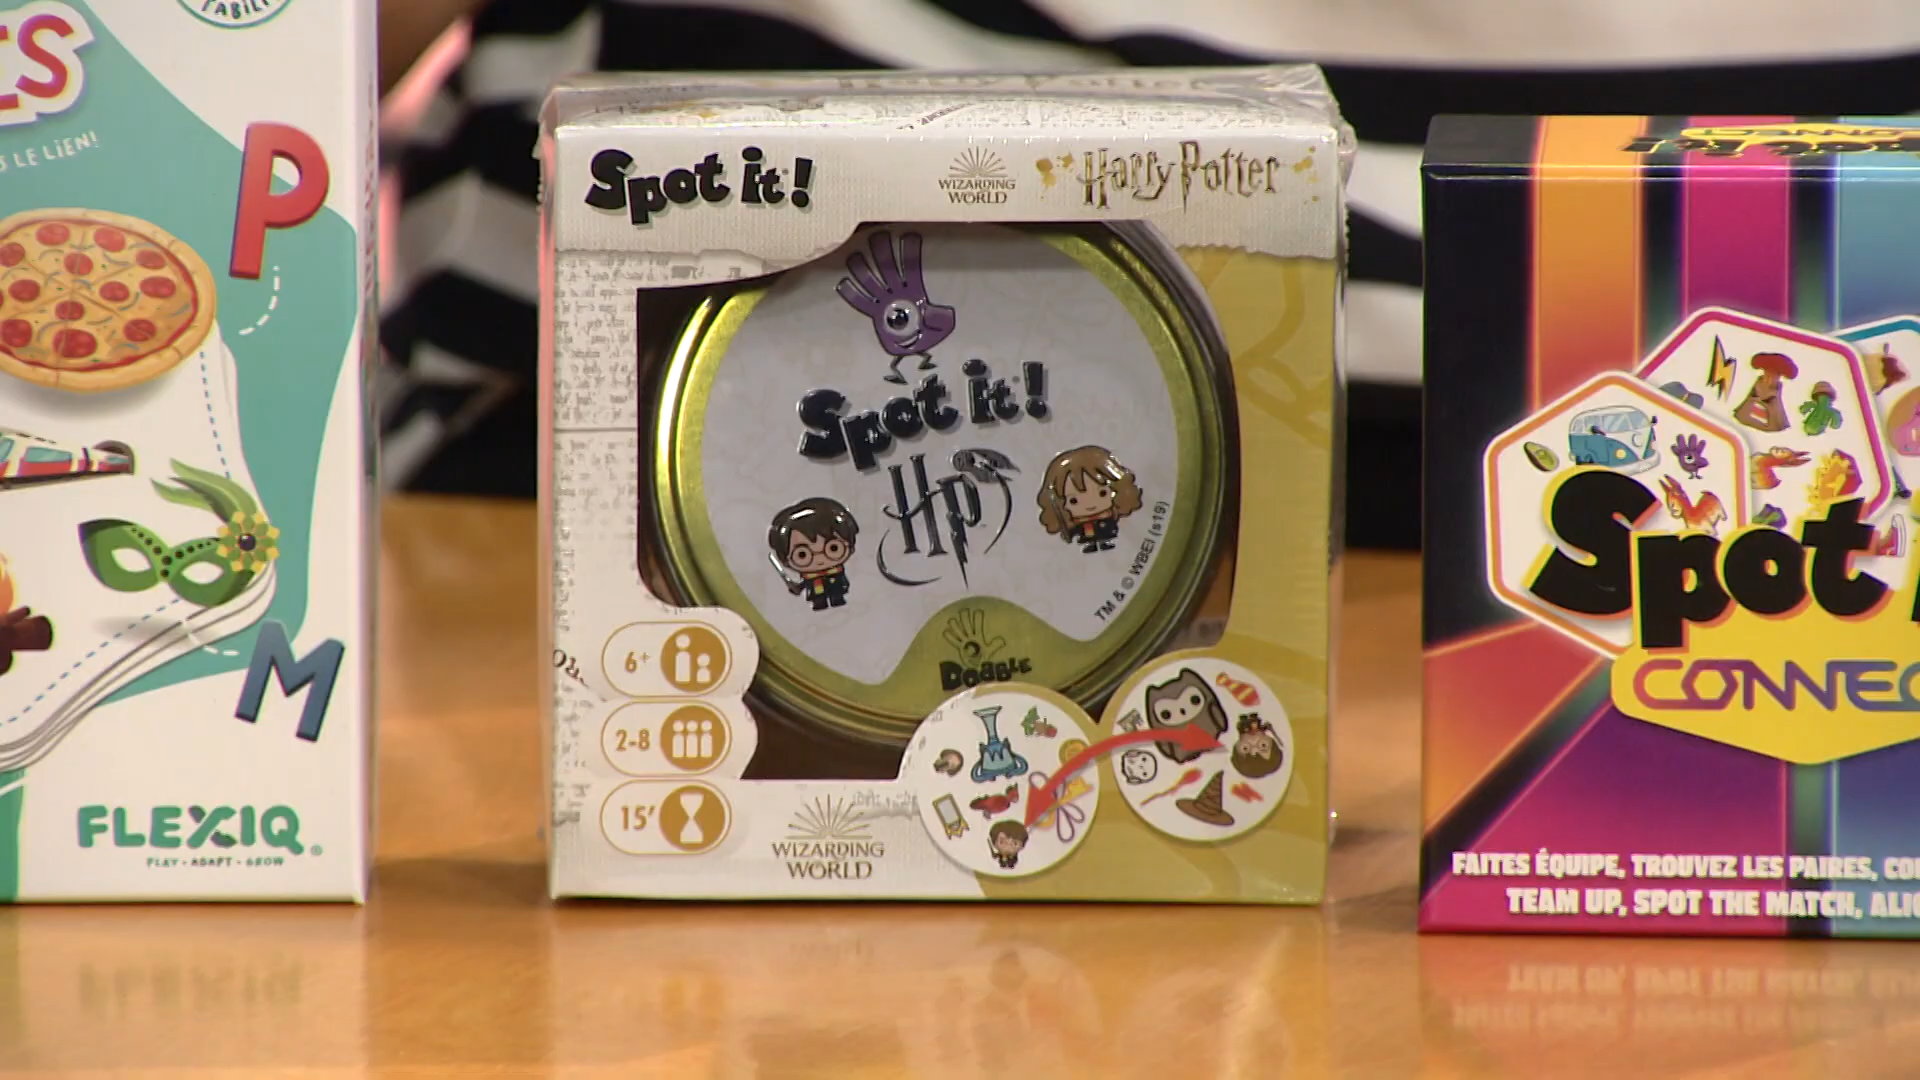 ES
S LE LIEN!
P
M
FLEXIQ
PLAY • ADAPT • GROW
Spot it!
WIZARDING
WORLD
Harry Potter
Spot it!
HP
TM & © WBEI (s19)
DOBBLE
6+
2-8
15'
WIZARDING
WORLD
Spot
CONNEC
FAITES ÉQUIPE, TROUVEZ LES PAIRES, CO
TEAM UP, SPOT THE MATCH, ALI